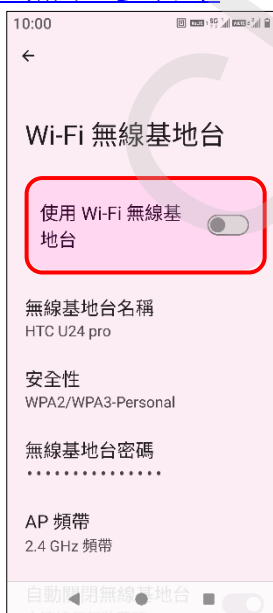 10:00
Wi-Fi 無線基地台
使用 Wi-Fi 無線基
地台
無線基地台名稱
HTC U24 pro
安全性
WPA2/WPA3-Personal
無線基地台密碼
•••••••••••••••
AP 頻帶
2.4 GHz 頻帶
自動關閉無線基地台